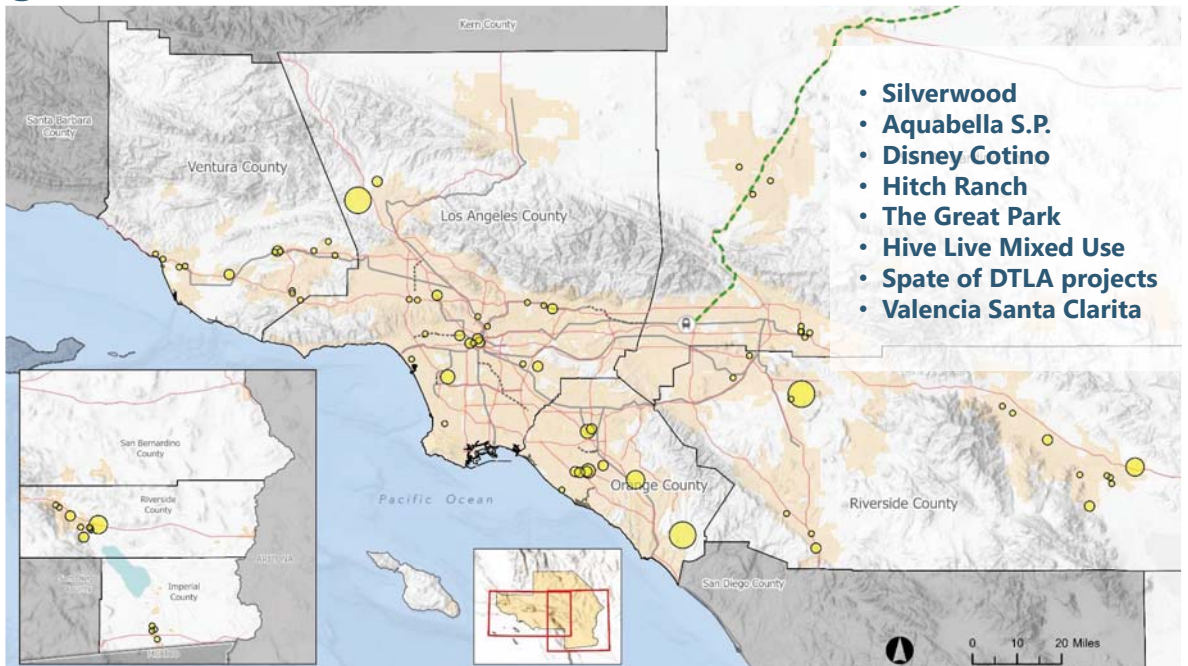 Kern County
Santa Barbara
County
Ventura County
Los Angeles County
• Silverwood
• Aquabella S.P.
• Disney Cotino
• Hitch Ranch
• The Great Park
• Hive Live Mixed Use
• Spate of DTLA projects
• Valencia Santa Clarita
Pacific Ocean
Orange County
Riverside County
San Diego County
San Bernardino
County
Riverside
County
Imperial
County
ARIZONA
MEXICO
0 10 20 Miles